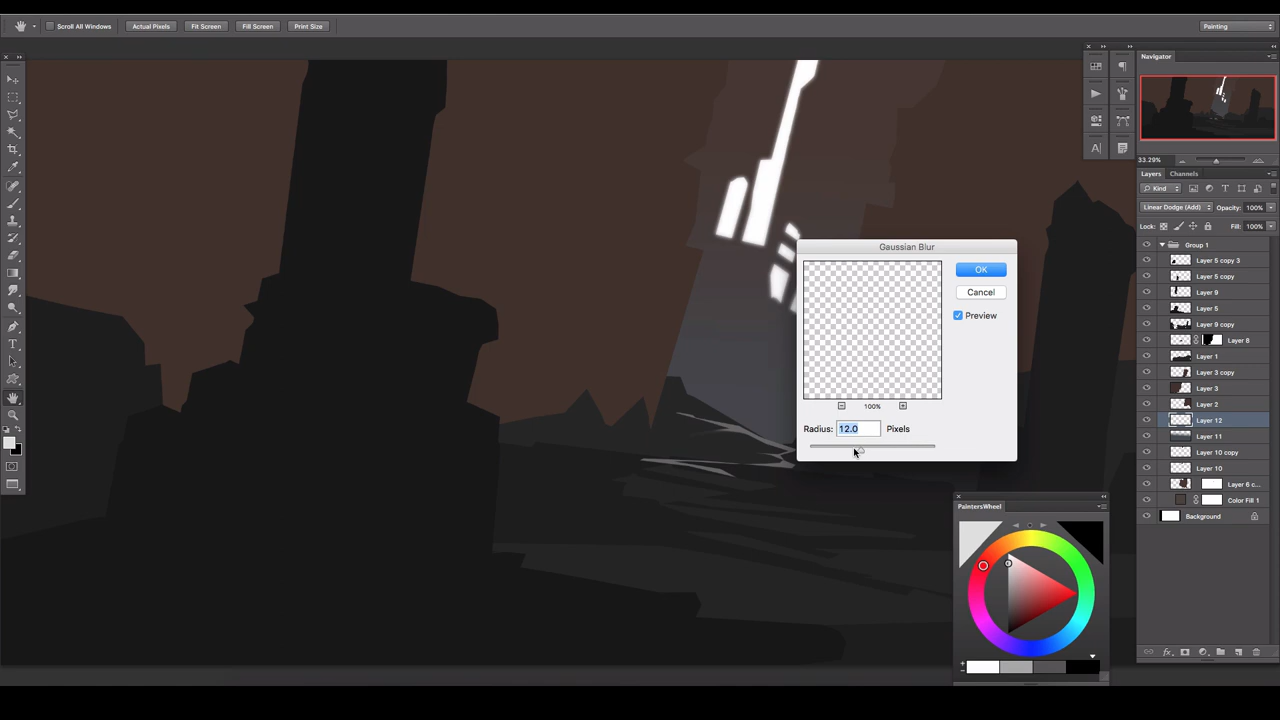 Scroll All Windows Actual Pixels Fit Screen Fill Screen Print Size Painting
Navigator
33.29%
Layers Channels
Kind
Linear Dodge (Add) Opacity: 100%
Lock: Fill: 100%
Group 1
Layer 5 copy 3
Layer 5 copy
Layer 9
Layer 5
Layer 9 copy
Layer 8
Layer 1
Layer 3 copy
Layer 3
Layer 2
Layer 12
Layer 11
Layer 10 copy
Layer 10
Layer 6 c...
Color Fill 1
Background
Gaussian Blur
OK
Cancel
Preview
100%
Radius: 12.0 Pixels
PaintersWheel